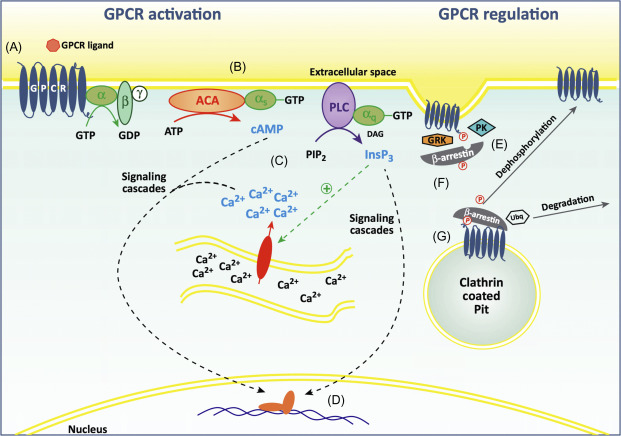 GPCR activation
GPCR regulation
(A)
GPCR ligand
(B)
Extracellular space
G P C R
α
β
γ
GTP
GDP
ACA
αs
GTP
ATP
cAMP
PLC
αq
GTP
DAG
PIP2
InsP3
(C)
Signaling
cascades
Ca2+ Ca2+ Ca2+
Ca2+ Ca2+
+
Signaling
cascades
Ca2+ Ca2+ Ca2+
Ca2+ Ca2+ Ca2+
Ca2+
Ca2+
(D)
Nucleus
P
PK
GRK
(E)
β-arrestin
P
(F)
Dephosphorylation
P
β-arrestin
P
Ubq
Degradation
(G)
Clathrin
coated
Pit